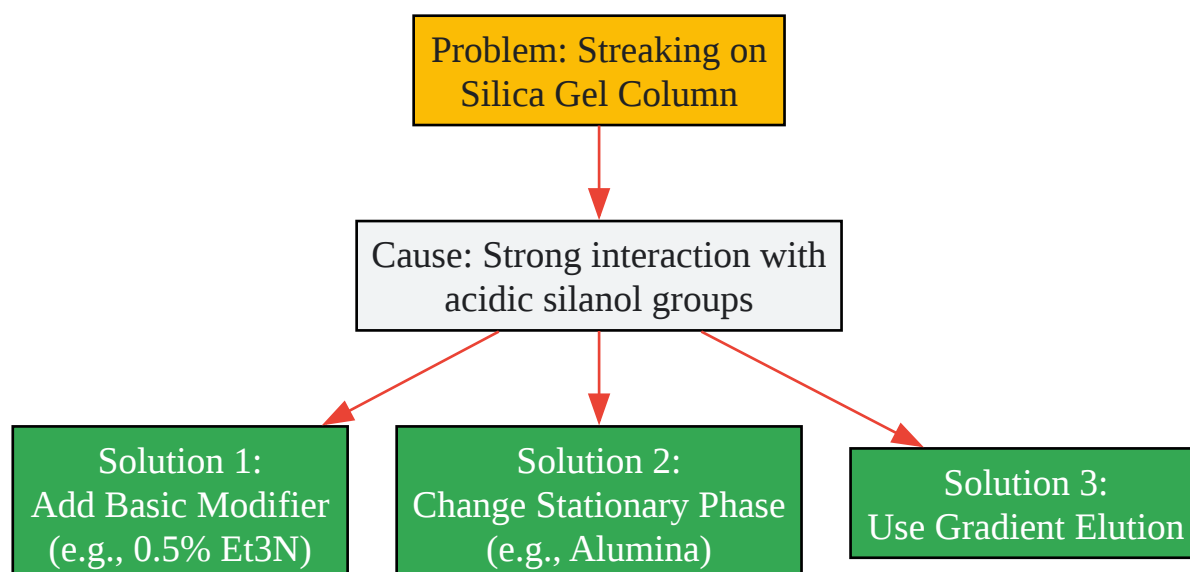 Problem: Streaking on
Silica Gel Column
Cause: Strong interaction with
acidic silanol groups
Solution 1:
Add Basic Modifier
(e.g., 0.5% Et3N)
Solution 2:
Change Stationary Phase
(e.g., Alumina)
Solution 3:
Use Gradient Elution